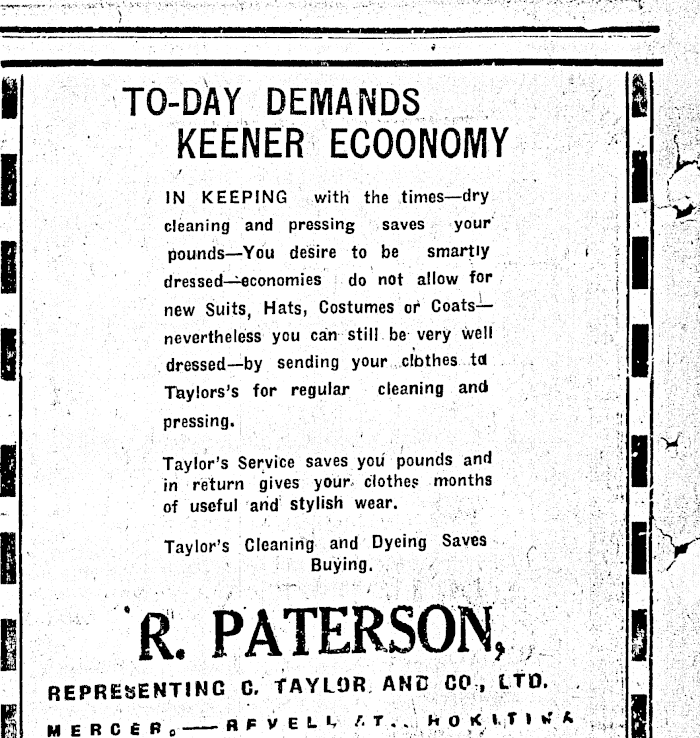 TO-DAY DEMANDS
KEENER ECOONOMY
IN KEEPING with the times—dry
cleaning and pressing saves your
pounds—You desire to be smartly
dressed—economies do not allow for
new Suits, Hats, Costumes or Coats—
nevertheless you can still be very well
dressed—by sending your clothes to
Taylors's for regular cleaning and
pressing.
Taylor's Service saves you pounds and
in return gives your clothes months
of useful and stylish wear.
Taylor's Cleaning and Dyeing Saves
Buying.
R. PATERSON,
REPRESENTING C. TAYLOR AND CO., LTD.
MERCER,—REVELL ST., HOKITIKA